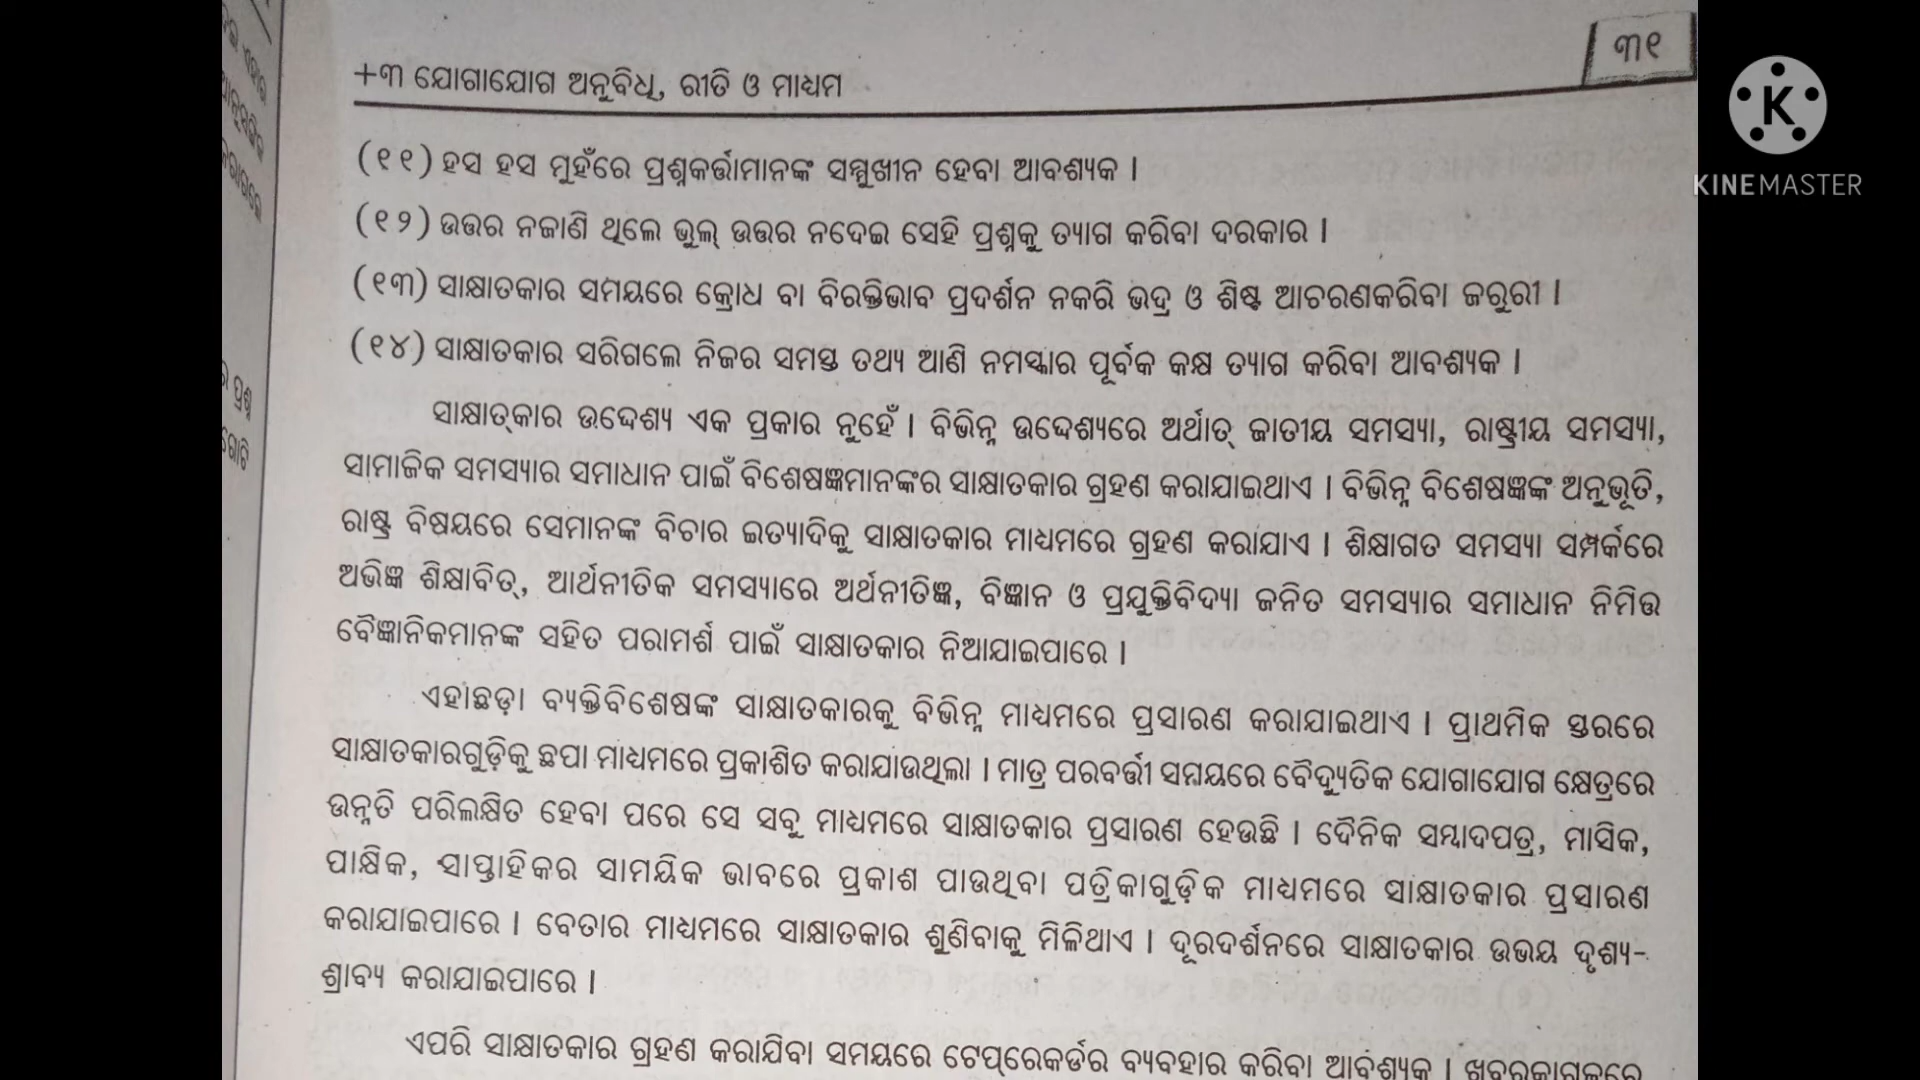 ୩୧
+୩ ଯୋଗାଯୋଗ ଅନୁବିଧି, ରୀତି ଓ ମାଧ୍ୟମ
KINEMASTER
(୧୧) ହସ ହସ ମୁହଁରେ ପ୍ରଶ୍ନକର୍ତ୍ତାମାନଙ୍କ ସମ୍ମୁଖୀନ ହେବା ଆବଶ୍ୟକ ।
(୧୨) ଉତ୍ତର ନଜାଣି ଥିଲେ ଭୁଲ୍ ଉତ୍ତର ନଦେଇ ସେହି ପ୍ରଶ୍ନକୁ ତ୍ୟାଗ କରିବା ଦରକାର ।
(୧୩) ସାକ୍ଷାତକାର ସମୟରେ କ୍ରୋଧ ବା ବିରକ୍ତିଭାବ ପ୍ରଦର୍ଶନ ନକରି ଭଦ୍ର ଓ ଶିଷ୍ଟ ଆଚରଣକରିବା ଜରୁରୀ ।
(୧୪) ସାକ୍ଷାତକାର ସରିଗଲେ ନିଜର ସମସ୍ତ ତଥ୍ୟ ଆଣି ନମସ୍କାର ପୂର୍ବକ କକ୍ଷ ତ୍ୟାଗ କରିବା ଆବଶ୍ୟକ ।
ସାକ୍ଷାତ୍‌କାର ଉଦ୍ଦେଶ୍ୟ ଏକ ପ୍ରକାର ନୁହେଁ । ବିଭିନ୍ନ ଉଦ୍ଦେଶ୍ୟରେ ଅର୍ଥାତ୍ ଜାତୀୟ ସମସ୍ୟା, ରାଷ୍ଟ୍ରୀୟ ସମସ୍ୟା,
ସାମାଜିକ ସମସ୍ୟାର ସମାଧାନ ପାଇଁ ବିଶେଷଜ୍ଞମାନଙ୍କର ସାକ୍ଷାତକାର ଗ୍ରହଣ କରାଯାଇଥାଏ । ବିଭିନ୍ନ ବିଶେଷଜ୍ଞଙ୍କ ଅନୁଭୂତି,
ରାଷ୍ଟ୍ର ବିଷୟରେ ସେମାନଙ୍କ ବିଚାର ଇତ୍ୟାଦିକୁ ସାକ୍ଷାତକାର ମାଧ୍ୟମରେ ଗ୍ରହଣ କରାଯାଏ । ଶିକ୍ଷାଗତ ସମସ୍ୟା ସମ୍ପର୍କରେ
ଅଭିଜ୍ଞ ଶିକ୍ଷାବିତ୍, ଆର୍ଥନୀତିକ ସମସ୍ୟାରେ ଅର୍ଥନୀତିଜ୍ଞ, ବିଜ୍ଞାନ ଓ ପ୍ରଯୁକ୍ତିବିଦ୍ୟା ଜନିତ ସମସ୍ୟାର ସମାଧାନ ନିମିତ୍ତ
ବୈଜ୍ଞାନିକମାନଙ୍କ ସହିତ ପରାମର୍ଶ ପାଇଁ ସାକ୍ଷାତକାର ନିଆଯାଇପାରେ ।
ଏହାଛଡ଼ା ବ୍ୟକ୍ତିବିଶେଷଙ୍କ ସାକ୍ଷାତକାରକୁ ବିଭିନ୍ନ ମାଧ୍ୟମରେ ପ୍ରସାରଣ କରାଯାଇଥାଏ । ପ୍ରାଥମିକ ସ୍ତରରେ
ସାକ୍ଷାତକାରଗୁଡ଼ିକୁ ଛପା ମାଧ୍ୟମରେ ପ୍ରକାଶିତ କରାଯାଉଥିଲା । ମାତ୍ର ପରବର୍ତ୍ତୀ ସମୟରେ ବୈଦ୍ୟୁତିକ ଯୋଗାଯୋଗ କ୍ଷେତ୍ରରେ
ଉନ୍ନତି ପରିଲକ୍ଷିତ ହେବା ପରେ ସେ ସବୁ ମାଧ୍ୟମରେ ସାକ୍ଷାତକାର ପ୍ରସାରଣ ହେଉଛି । ଦୈନିକ ସମ୍ବାଦପତ୍ର, ମାସିକ,
ପାକ୍ଷିକ, ସାପ୍ତାହିକର ସାମୟିକ ଭାବରେ ପ୍ରକାଶ ପାଉଥିବା ପତ୍ରିକାଗୁଡ଼ିକ ମାଧ୍ୟମରେ ସାକ୍ଷାତକାର ପ୍ରସାରଣ
କରାଯାଇପାରେ । ବେତାର ମାଧ୍ୟମରେ ସାକ୍ଷାତକାର ଶୁଣିବାକୁ ମିଳିଥାଏ । ଦୂରଦର୍ଶନରେ ସାକ୍ଷାତକାର ଉଭୟ ଦୃଶ୍ୟ-
ଶ୍ରାବ୍ୟ କରାଯାଇପାରେ ।
ଏପରି ସାକ୍ଷାତକାର ଗ୍ରହଣ କରାଯିବା ସମୟରେ ଟେପ୍‌ରେକର୍ଡର ବ୍ୟବହାର କରିବା ଆବଶ୍ୟକ । ଖବରକାଗଜରେ